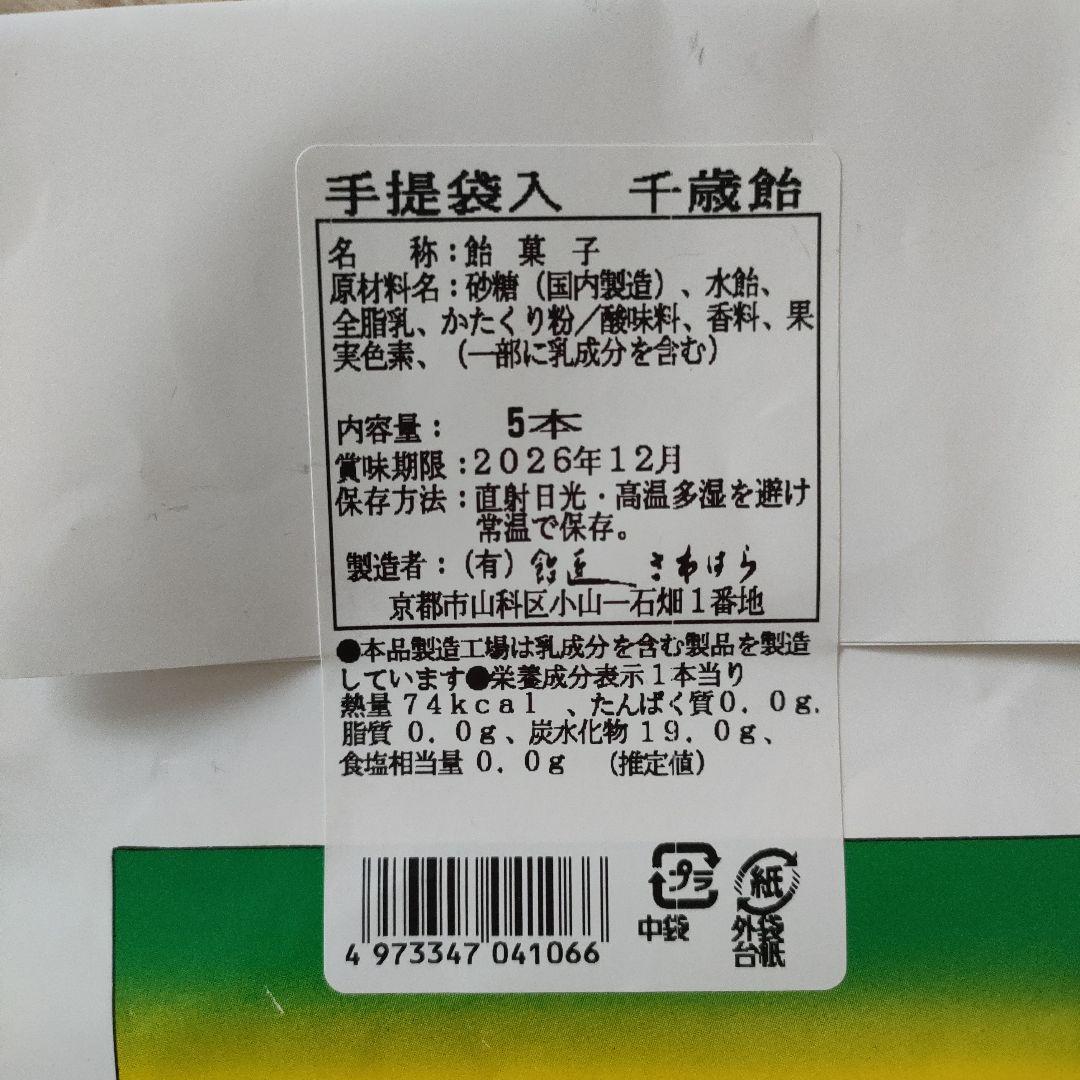 手提袋入　千歳飴
名　　称：飴　菓　子
原材料名：砂糖（国内製造）、水飴、
全脂乳、かたくり粉／酸味料、香料、果
実色素、（一部に乳成分を含む）
内容量：　　5本
賞味期限：２０２６年１２月
保存方法：直射日光・高温多湿を避け
常温で保存。
製造者：（有）飴匠　さわはら
京都市山科区小山一石畑１番地
●本品製造工場は乳成分を含む製品を製造
しています●栄養成分表示１本当り
熱量 ７４ｋｃａｌ 、たんぱく質０．０ｇ.
脂質 ０．０ｇ、炭水化物 １９．０ｇ、
食塩相当量 ０．０ｇ　（推定値）
4 973347 041066
プラ
中袋
紙
外袋
台紙